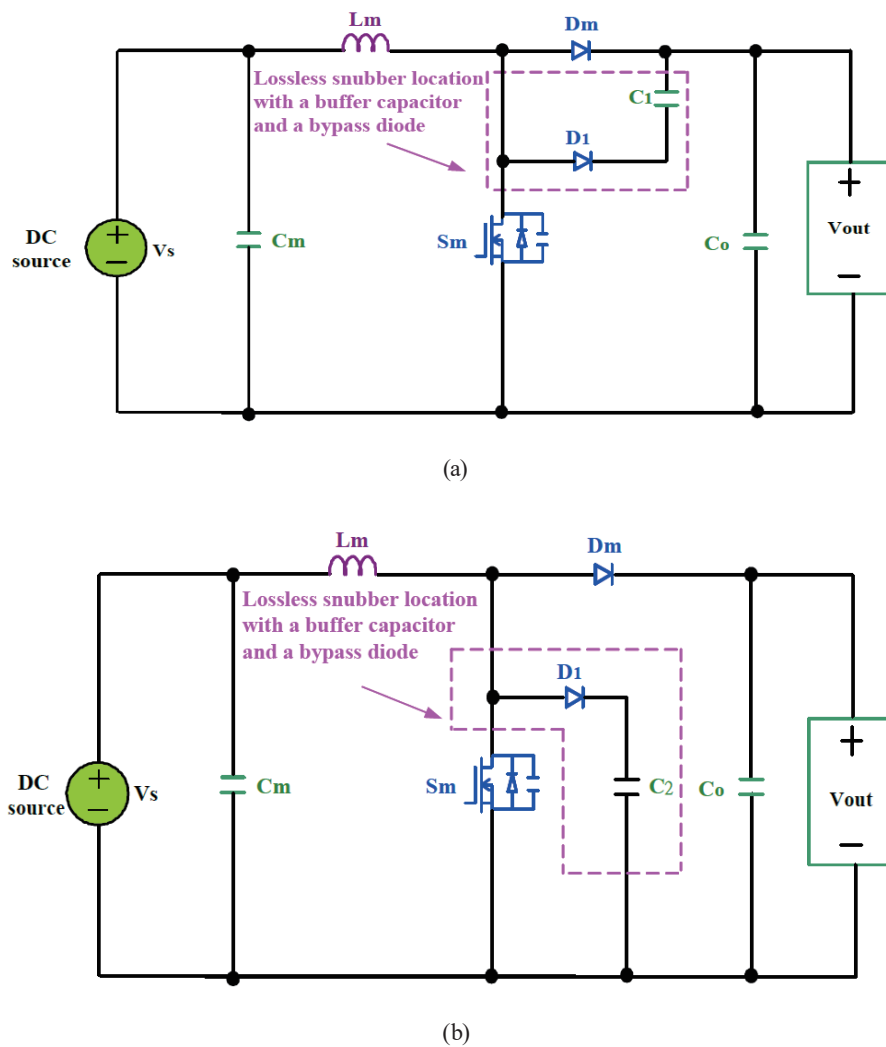 Lm
Dm
Lossless snubber location
with a buffer capacitor
and a bypass diode
C1
D1
DC
source
Vs
Cm
Sm
Co
+
Vout
−
+
−
(a)
Lm
Dm
Lossless snubber location
with a buffer capacitor
and a bypass diode
D1
DC
source
Vs
Cm
Sm
C2
Co
+
Vout
−
+
−
(b)